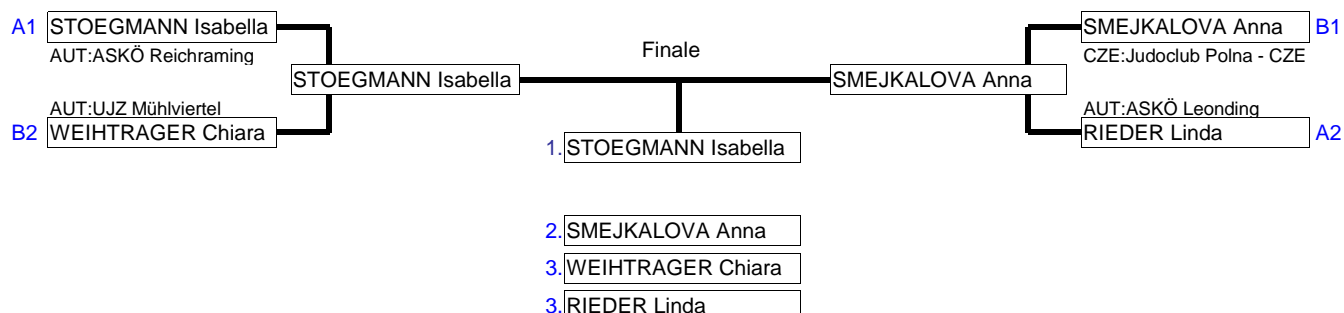 A1 STOEGMANN Isabella
AUT:ASKÖ Reichraming
SMEJKALOVA Anna B1
CZE:Judoclub Polna - CZE
Finale
STOEGMANN Isabella
SMEJKALOVA Anna
AUT:UJZ Mühlviertel
B2 WEIHTRAGER Chiara
AUT:ASKÖ Leonding
RIEDER Linda A2
1. STOEGMANN Isabella
2. SMEJKALOVA Anna
3. WEIHTRAGER Chiara
3. RIEDER Linda